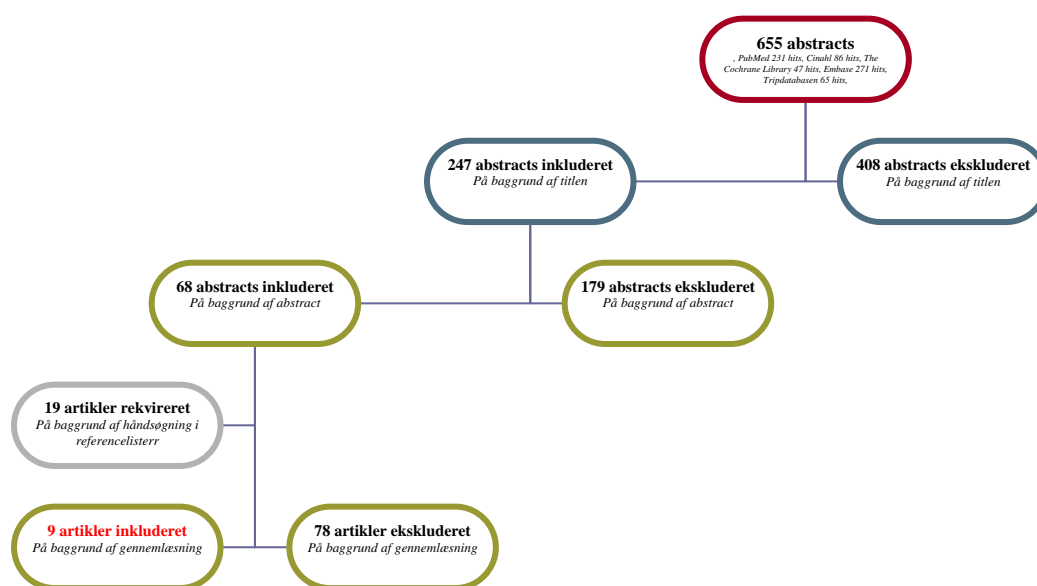 655 abstracts
, PubMed 231 hits, Cinahl 86 hits, The
Cochrane Library 47 hits, Embase 271 hits,
Tripdatabasen 65 hits,
247 abstracts inkluderet
På baggrund af titlen
408 abstracts ekskluderet
På baggrund af titlen
68 abstracts inkluderet
På baggrund af abstract
179 abstracts ekskluderet
På baggrund af abstract
19 artikler rekvireret
På baggrund af håndsøgning i
referencelisterr
9 artikler inkluderet
På baggrund af gennemlæsning
78 artikler ekskluderet
På baggrund af gennemlæsning